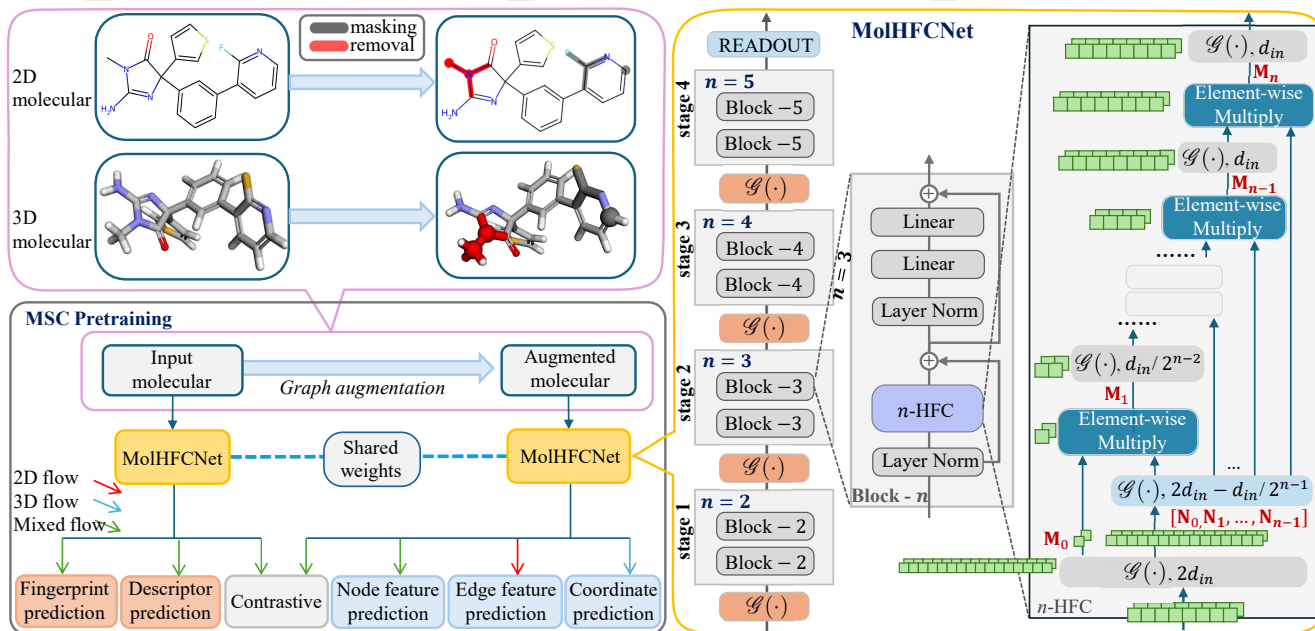 masking
removal
2D
molecular
O
N
N
H₂N
S
F
N
O
N
N
H₂N
S
F
N
3D
molecular
MSC Pretraining
Input
molecular
Graph augmentation
Augmented
molecular
MolHFCNet
Shared
weights
MolHFCNet
2D flow
3D flow
Mixed flow
Fingerprint
prediction
Descriptor
prediction
Contrastive
Node feature
prediction
Edge feature
prediction
Coordinate
prediction
MolHFCNet
READOUT
stage 4
n = 5
Block −5
Block −5
𝒢(·)
stage 3
n = 4
Block −4
Block −4
𝒢(·)
stage 2
n = 3
Block −3
Block −3
𝒢(·)
stage 1
n = 2
Block −2
Block −2
𝒢(·)
n = 3
Linear
Linear
Layer Norm
n-HFC
Layer Norm
Block - n
𝒢(·), d_in
M_n
Element-wise
Multiply
𝒢(·), d_in
M_{n-1}
Element-wise
Multiply
......
......
𝒢(·), d_in/2^{n−2}
M_1
Element-wise
Multiply
...
𝒢(·), 2d_in − d_in/2^{n−1}
[N_0, N_1, ..., N_{n-1}]
M_0
𝒢(·), 2d_in
n-HFC